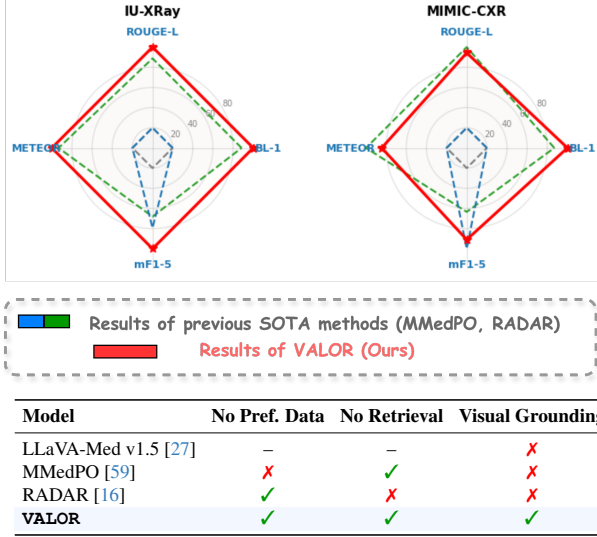 IU-XRay
MIMIC-CXR
ROUGE-L
ROUGE-L
80
60
40
20
METEOR
BL-1
80
60
40
20
METEOR
BL-1
mF1-5
mF1-5
Results of previous SOTA methods (MMedPO, RADAR)
Results of VALOR (Ours)
Model No Pref. Data No Retrieval Visual Grounding
LLaVA-Med v1.5 [27] – – ✗
MMedPO [59] ✗ ✓ ✗
RADAR [16] ✓ ✗ ✗
VALOR ✓ ✓ ✓